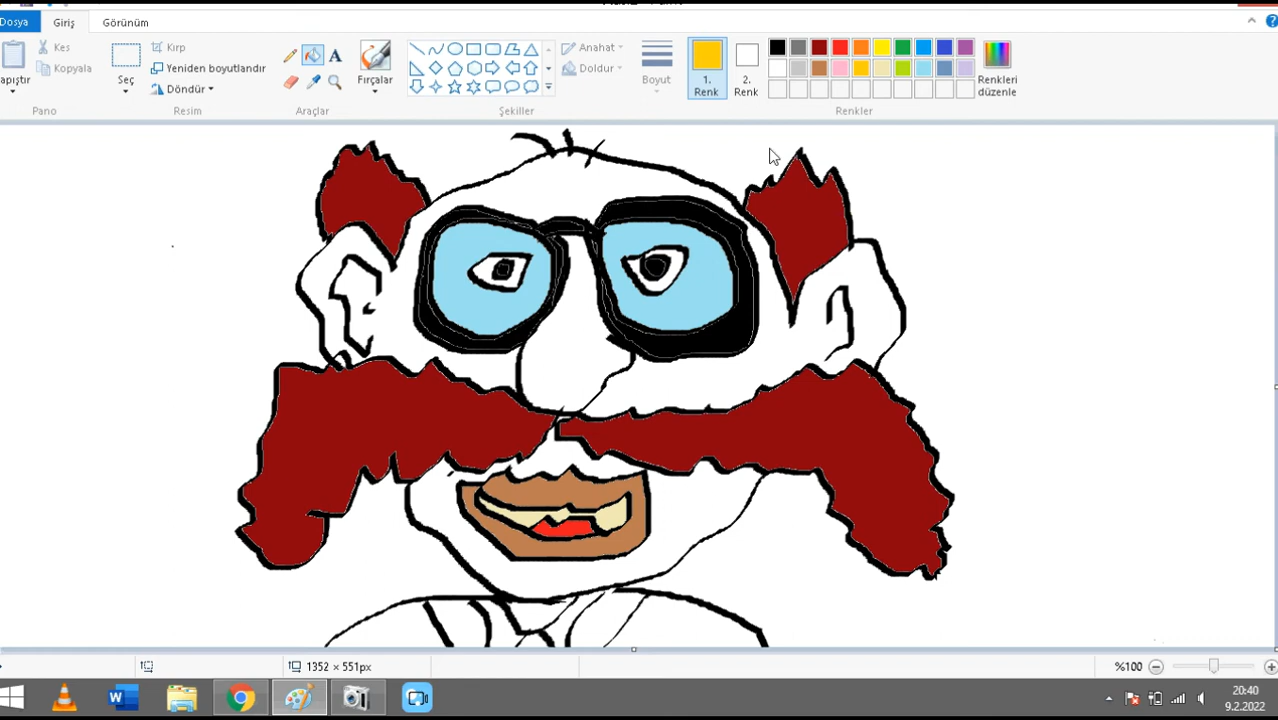 Dosya Giriş Görünüm
Kes
Kopyala
apıştır
Pano
Seç
Kırp
Yeniden boyutlandır
Döndür
Resim
Araçlar
Fırçalar
Anahat
Doldur
Şekiller
Boyut
1.
Renk
2.
Renk
Renkleri
düzenle
Renkler
1352 × 551px
%100
20:40
9.2.2022